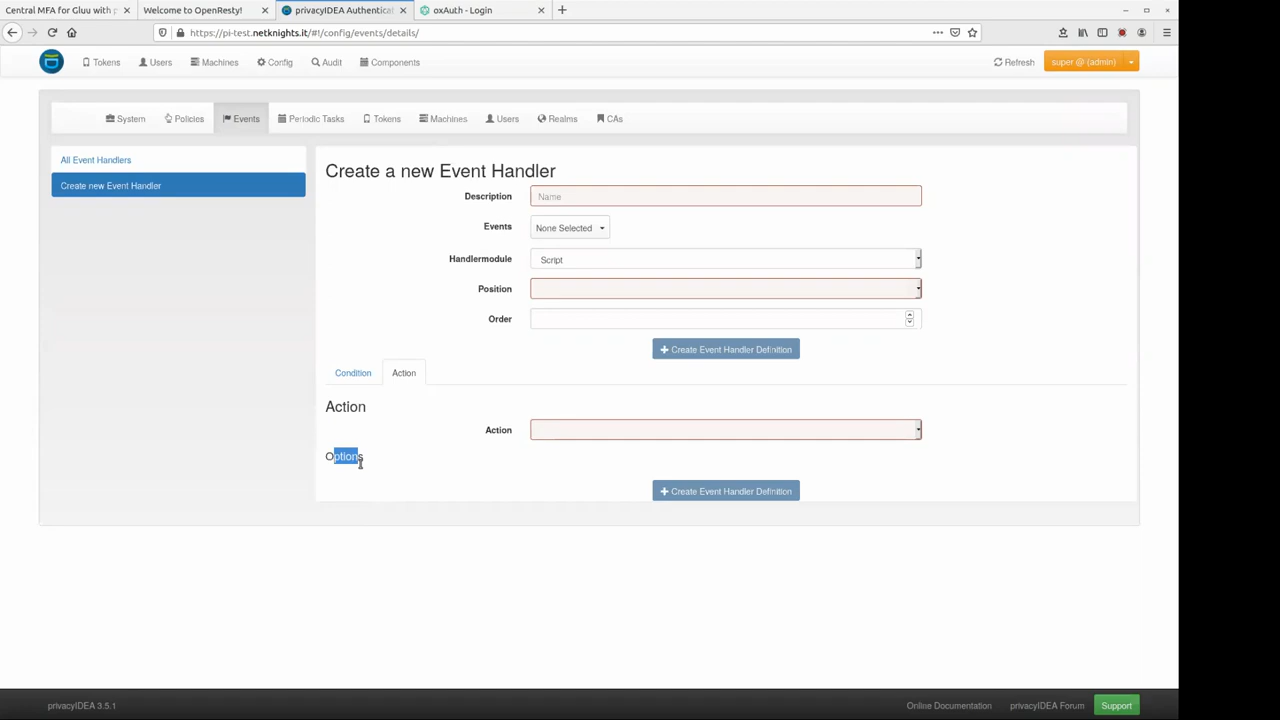 Central MFA for Gluu with p
Welcome to OpenResty!
privacyIDEA Authenticat
oxAuth - Login
https://pi-test.netknights.it/#!/config/events/details/
Tokens Users Machines Config Audit Components Refresh super @ (admin)
System Policies Events Periodic Tasks Tokens Machines Users Realms CAs
All Event Handlers
Create new Event Handler
Create a new Event Handler
Description Name
Events None Selected
Handlermodule Script
Position
Order
Create Event Handler Definition
Condition Action
Action
Action
Options
Create Event Handler Definition
privacyIDEA 3.5.1 Online Documentation privacyIDEA Forum Support